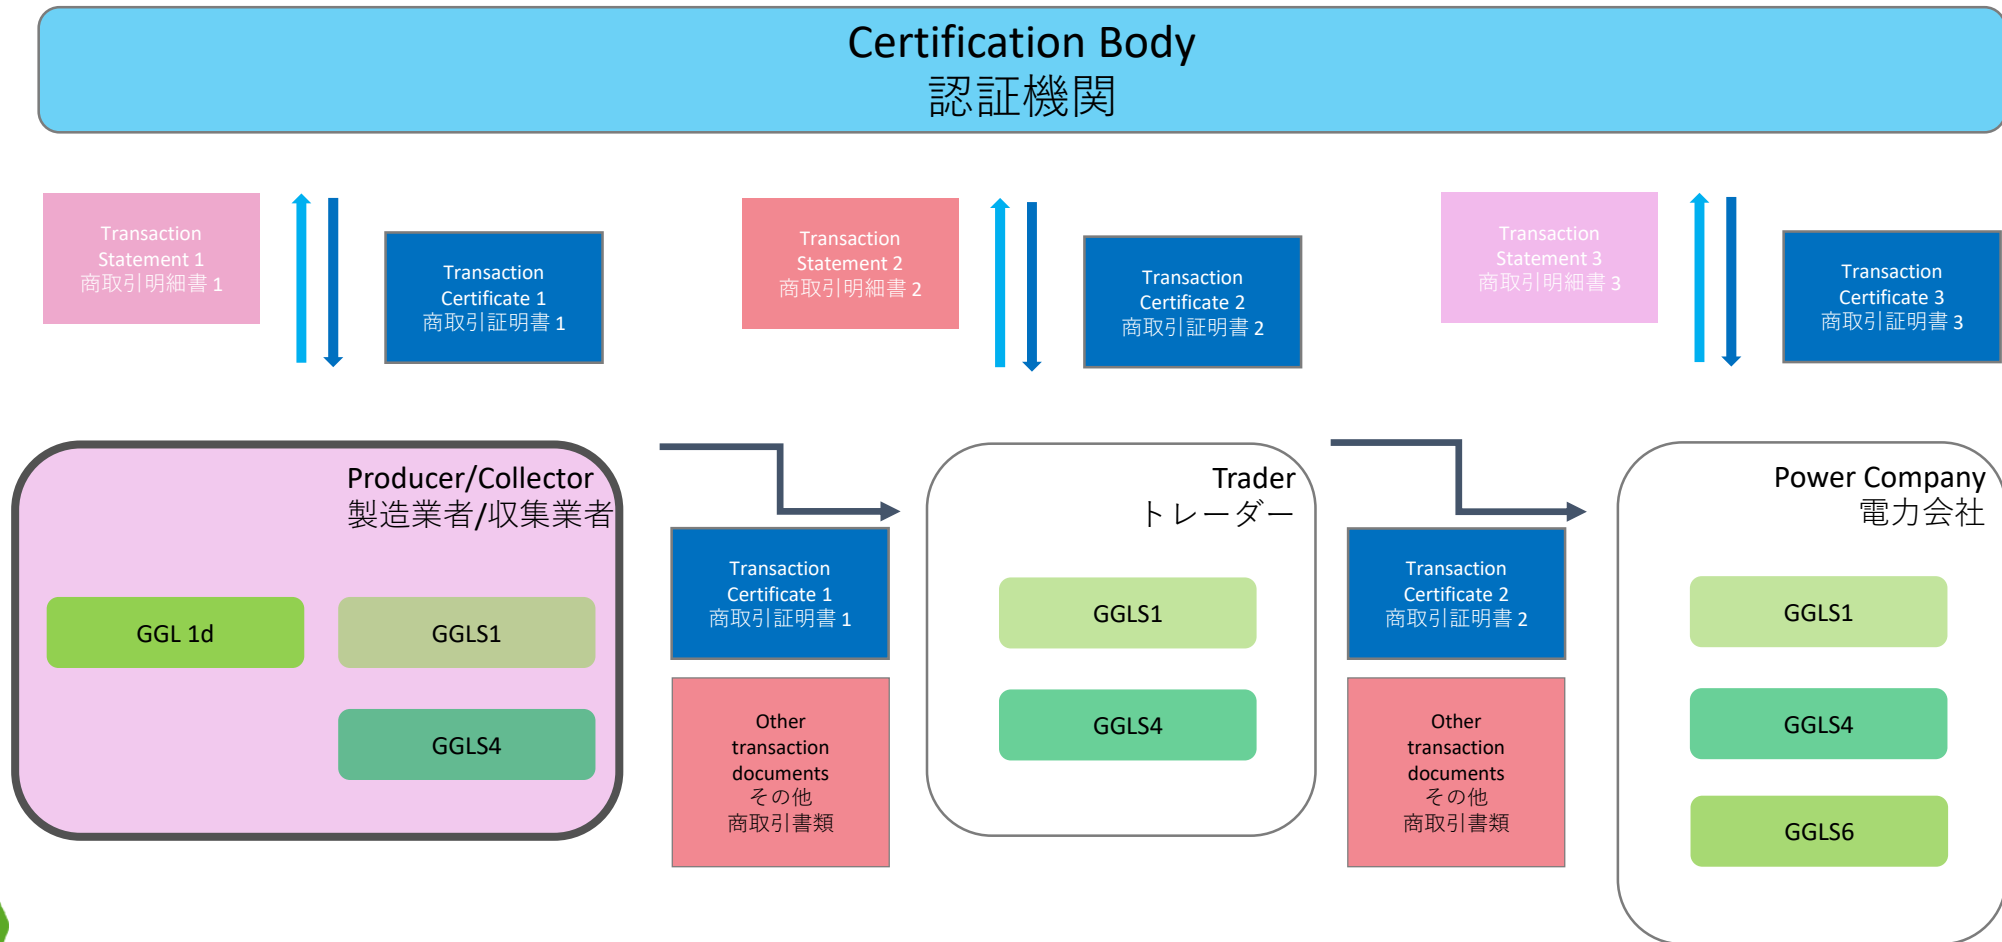 Certification Body
認証機関
Transaction
Statement 1
商取引明細書 1
Transaction
Certificate 1
商取引証明書 1
Transaction
Statement 2
商取引明細書 2
Transaction
Certificate 2
商取引証明書 2
Transaction
Statement 3
商取引明細書 3
Transaction
Certificate 3
商取引証明書 3
Producer/Collector
製造業者/収集業者
GGL 1d
GGLS1
GGLS4
Transaction
Certificate 1
商取引証明書 1
Other
transaction
documents
その他
商取引書類
Trader
トレーダー
GGLS1
GGLS4
Transaction
Certificate 2
商取引証明書 2
Other
transaction
documents
その他
商取引書類
Power Company
電力会社
GGLS1
GGLS4
GGLS6